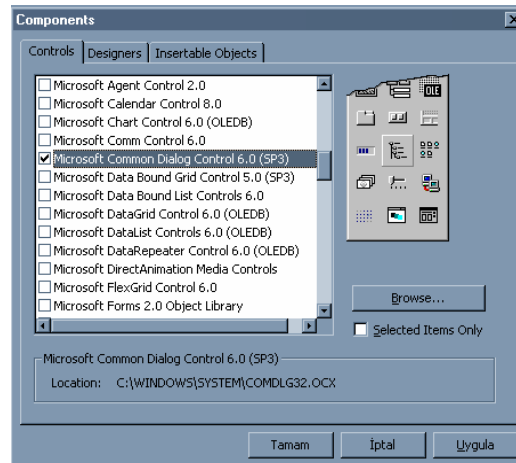 Components
Controls Designers Insertable Objects
Microsoft Agent Control 2.0
Microsoft Calendar Control 8.0
Microsoft Chart Control 6.0 (OLEDB)
Microsoft Comm Control 6.0
Microsoft Common Dialog Control 6.0 (SP3)
Microsoft Data Bound Grid Control 5.0 (SP3)
Microsoft Data Bound List Controls 6.0
Microsoft DataGrid Control 6.0 (OLEDB)
Microsoft DataList Controls 6.0 (OLEDB)
Microsoft DataRepeater Control 6.0 (OLEDB)
Microsoft DirectAnimation Media Controls
Microsoft FlexGrid Control 6.0
Microsoft Forms 2.0 Object Library
OLE
Browse...
Selected Items Only
Microsoft Common Dialog Control 6.0 (SP3)
Location: C:\WINDOWS\SYSTEM\COMDLG32.OCX
Tamam İptal Uygula